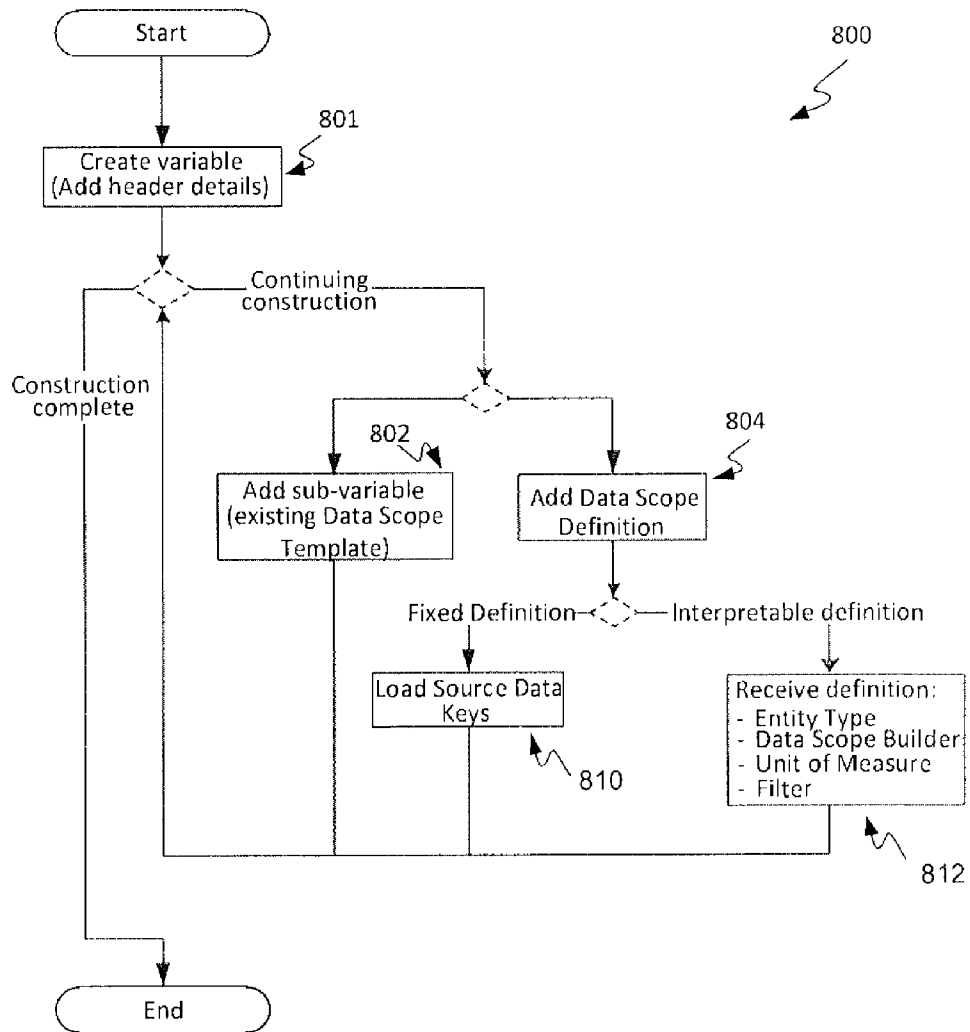 Start
800
801
Create variable
(Add header details)
Continuing
construction
Construction
complete
802
804
Add sub-variable
(existing Data Scope
Template)
Add Data Scope
Definition
Fixed Definition
Interpretable definition
Load Source Data
Keys
Receive definition:
- Entity Type
- Data Scope Builder
- Unit of Measure
- Filter
810
812
End